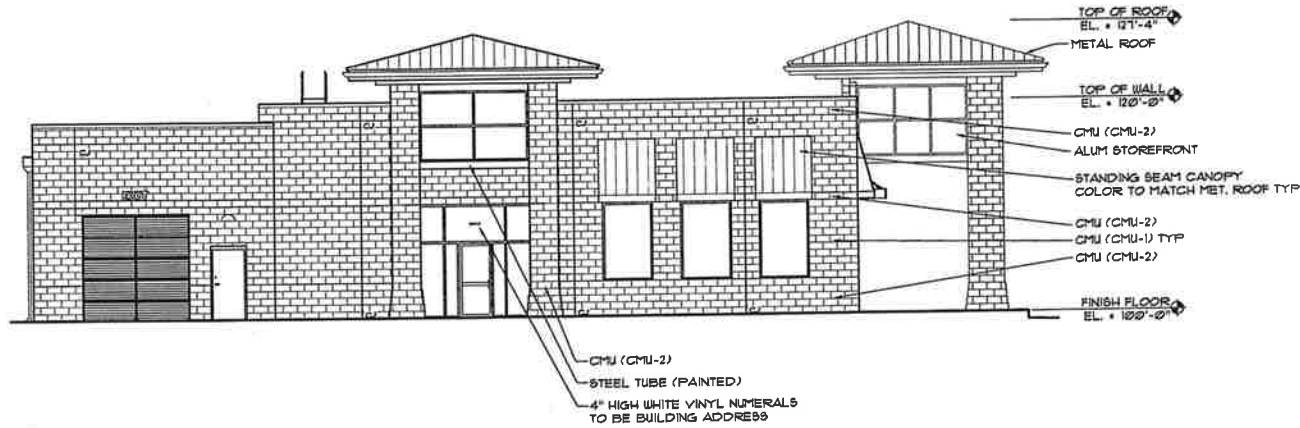 TOP OF ROOF
EL. = 127'-4"
METAL ROOF
TOP OF WALL
EL. = 120'-0"
CMU (CMU-2)
ALUM STOREFRONT
STANDING SEAM CANOPY
COLOR TO MATCH MET. ROOF TYP
CMU (CMU-2)
CMU (CMU-1) TYP
CMU (CMU-2)
FINISH FLOOR
EL. = 100'-0"
CMU (CMU-2)
STEEL TUBE (PAINTED)
4" HIGH WHITE VINYL NUMERALS
TO BE BUILDING ADDRESS